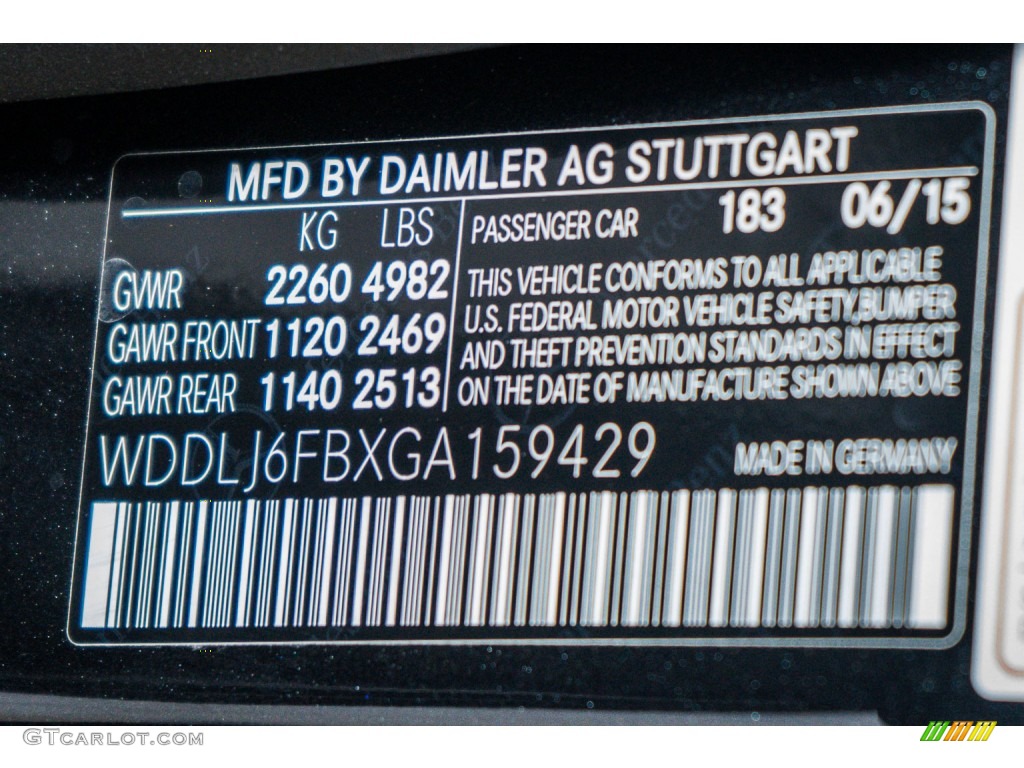 MFD BY DAIMLER AG STUTTGART
KG LBS
GVWR 2260 4982
GAWR FRONT 1120 2469
GAWR REAR 1140 2513
PASSENGER CAR 183 06/15
THIS VEHICLE CONFORMS TO ALL APPLICABLE
U.S. FEDERAL MOTOR VEHICLE SAFETY,BUMPER
AND THEFT PREVENTION STANDARDS IN EFFECT
ON THE DATE OF MANUFACTURE SHOWN ABOVE
WDDLJ6FBXGA159429
MADE IN GERMANY
GTCARLOT.COM